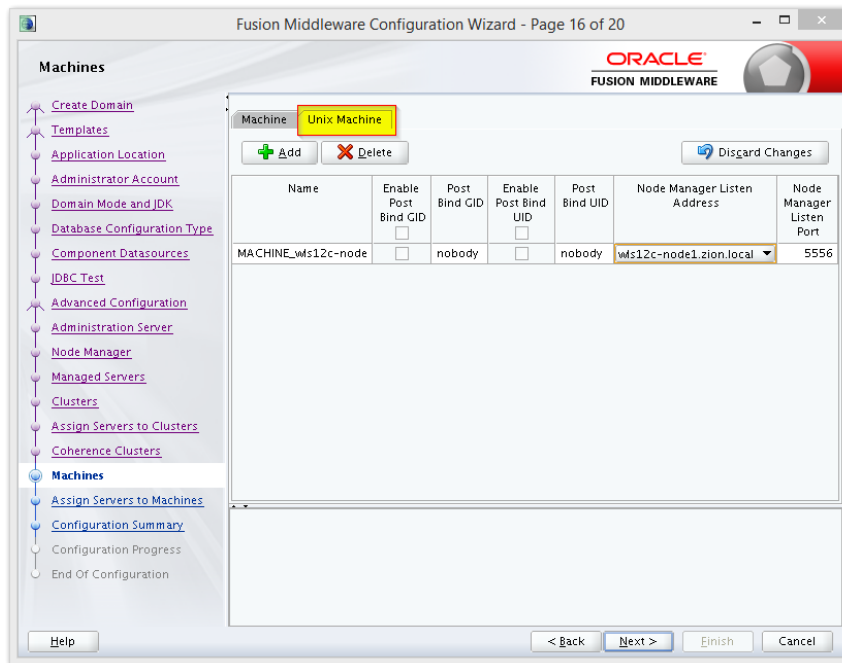 Fusion Middleware Configuration Wizard - Page 16 of 20
Machines
ORACLE
FUSION MIDDLEWARE
Create Domain
Templates
Application Location
Administrator Account
Domain Mode and JDK
Database Configuration Type
Component Datasources
JDBC Test
Advanced Configuration
Administration Server
Node Manager
Managed Servers
Clusters
Assign Servers to Clusters
Coherence Clusters
Machines
Assign Servers to Machines
Configuration Summary
Configuration Progress
End Of Configuration
Machine Unix Machine
Add Delete Discard Changes
Name
Enable
Post
Bind GID
Post
Bind GID
Enable
Post Bind
UID
Post
Bind UID
Node Manager Listen
Address
Node
Manager
Listen
Port
MACHINE_wls12c-node nobody nobody wls12c-node1.zion.local 5556
Help < Back Next > Finish Cancel